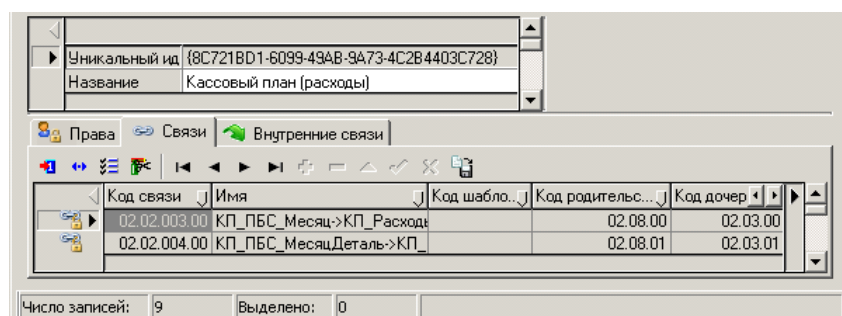 Уникальный ид {8C721BD1-6099-49AB-9A73-4C2B4403C728}
Название Кассовый план (расходы)
Права Связи Внутренние связи
Код связи Имя Код шабло... Код родительс... Код дочер
02.02.003.00 КП_ПБС_Месяц->КП_Расходы 02.08.00 02.03.00
02.02.004.00 КП_ПБС_МесяцДеталь->КП_ 02.08.01 02.03.01
Число записей: 9 Выделено: 0